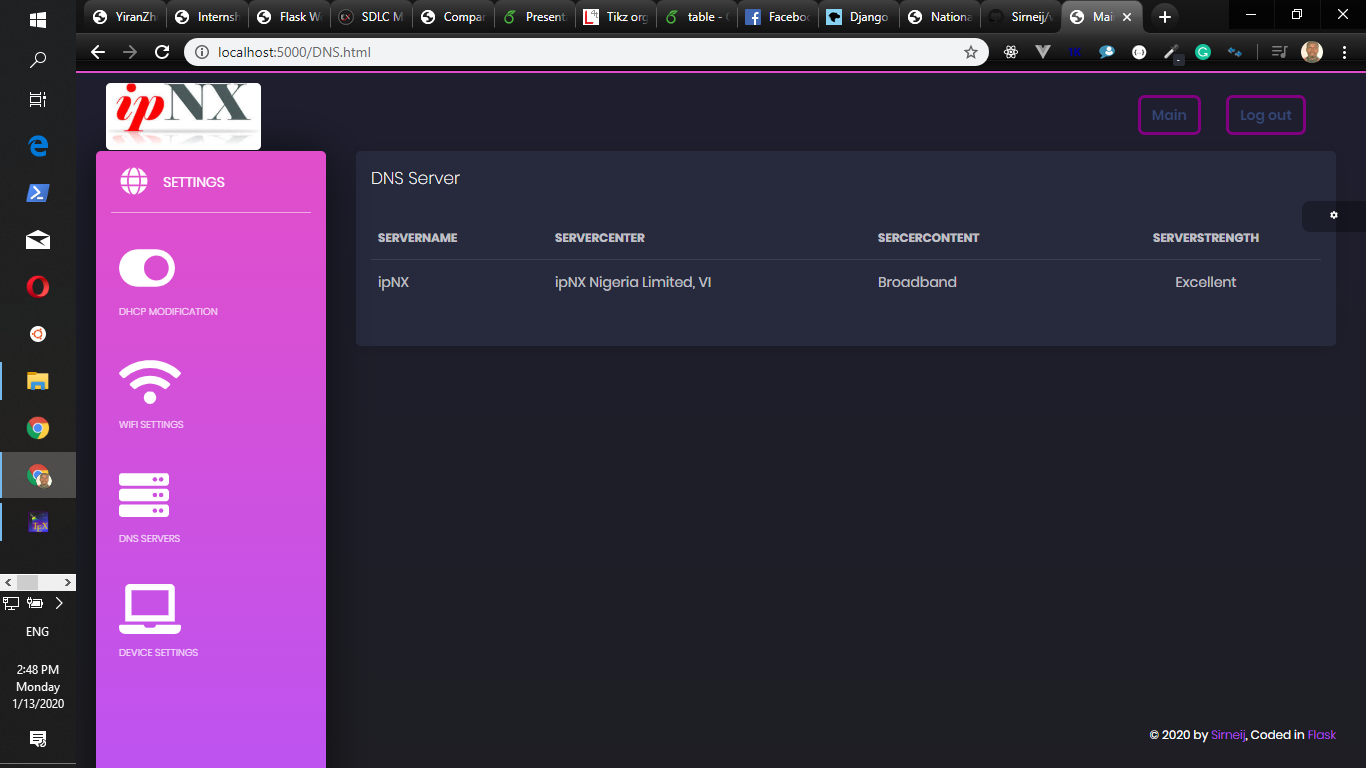 YiranZh
Internsh
Flask W
SDLC M
Compar
Present
Tikz org
table - 
Faceboo
Django
Nationa
Sirneij/
Mai
localhost:5000/DNS.html
ipNX
Main
Log out
SETTINGS
DHCP MODIFICATION
WIFI SETTINGS
DNS SERVERS
DEVICE SETTINGS
DNS Server
SERVERNAME SERVERCENTER SERCERCONTENT SERVERSTRENGTH
ipNX ipNX Nigeria Limited, VI Broadband Excellent
© 2020 by Sirneij, Coded in Flask
ENG
2:48 PM
Monday
1/13/2020